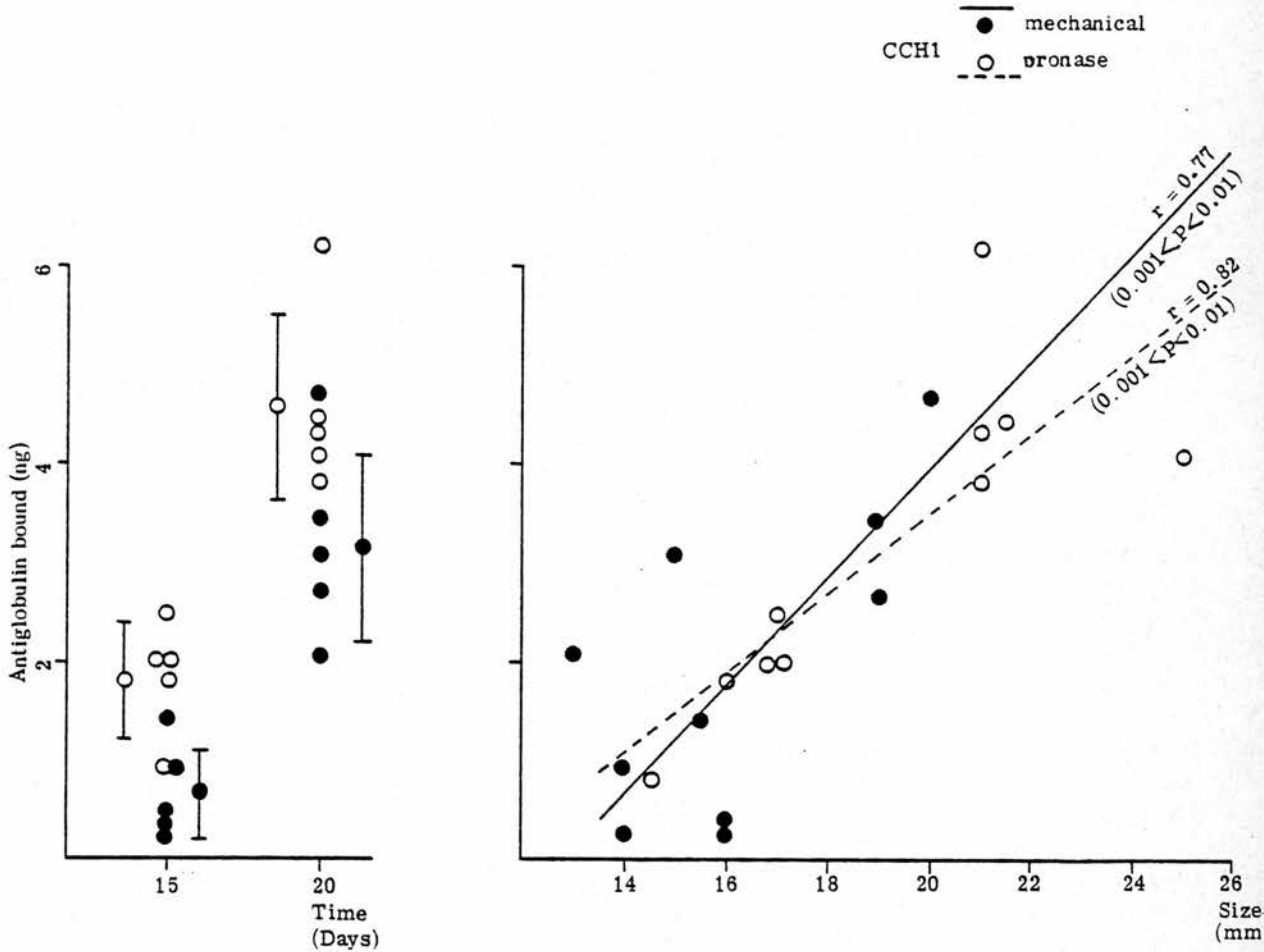 mechanical
CCH1
pronase
r = 0.77
(0.001<P<0.01)
r = 0.82
(0.001<P<0.01)
Antiglobulin bound (ng)
6
4
2
15
20
Time
(Days)
14
16
18
20
22
24
26
Size
(mm